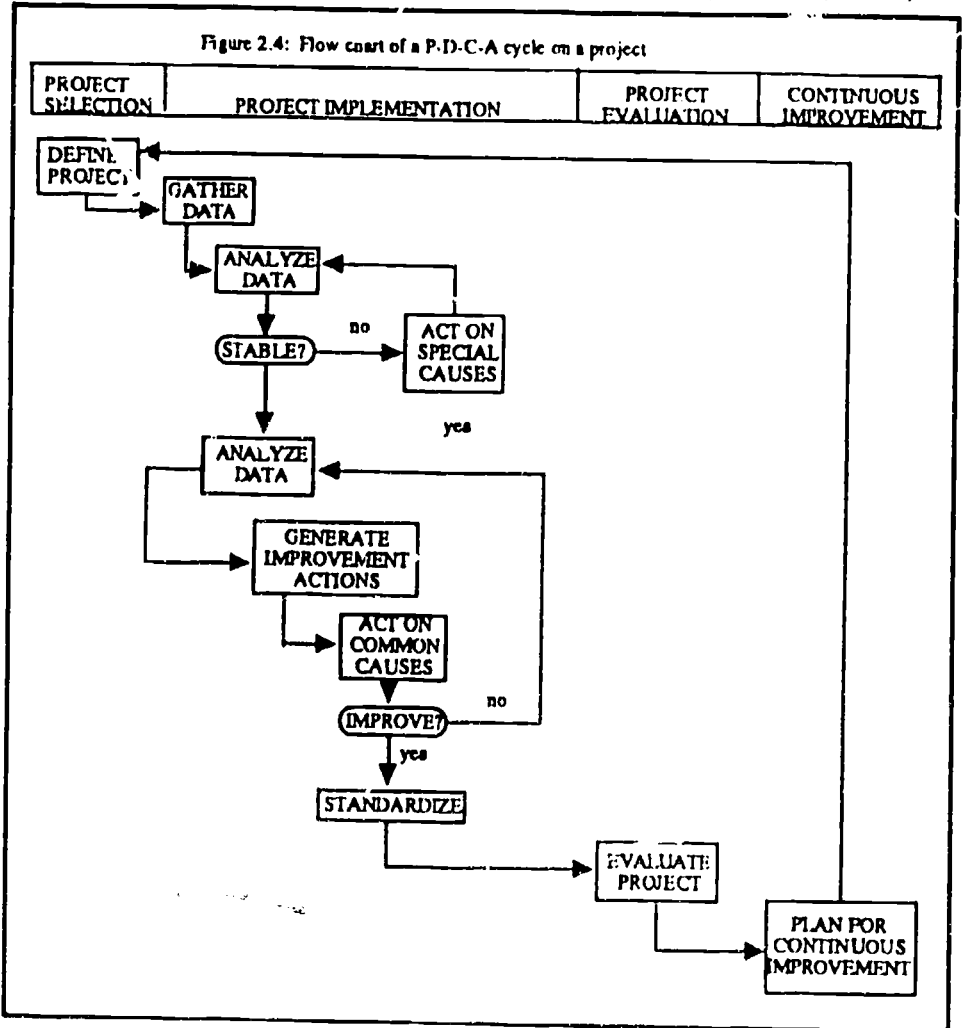 Figure 2.4: Flow chart of a P-D-C-A cycle on a project
PROJECT
SELECTION
PROJECT IMPLEMENTATION
PROJECT
EVALUATION
CONTINUOUS
IMPROVEMENT
DEFINE
PROJECT
GATHER
DATA
ANALYZE
DATA
STABLE?
no
ACT ON
SPECIAL
CAUSES
yes
ANALYZE
DATA
GENERATE
IMPROVEMENT
ACTIONS
ACT ON
COMMON
CAUSES
IMPROVE?
no
yes
STANDARDIZE
EVALUATE
PROJECT
PLAN FOR
CONTINUOUS
IMPROVEMENT